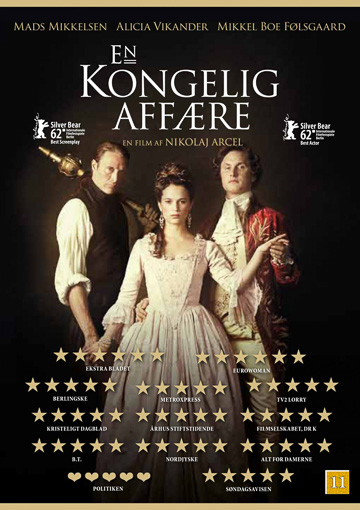 MADS MIKKELSEN ALICIA VIKANDER MIKKEL BOE FØLSGAARD
EN
KONGELIG
AFFÆRE
EN FILM AF NIKOLAJ ARCEL
Silver Bear
62
Internationale
Filmfestspiele
Berlin
Best Screenplay
Silver Bear
62
Internationale
Filmfestspiele
Berlin
Best Actor
EKSTRA BLADET
EUROWOMAN
BERLINGSKE
METROXPRESS
TV2 LORRY
KRISTELIGT DAGBLAD
ÅRHUS STIFTSTIDENDE
FILMSELSKABET, DR K
B.T.
NORDJYSKE
ALT FOR DAMERNE
POLITIKEN
SØNDAGSAVISEN
11